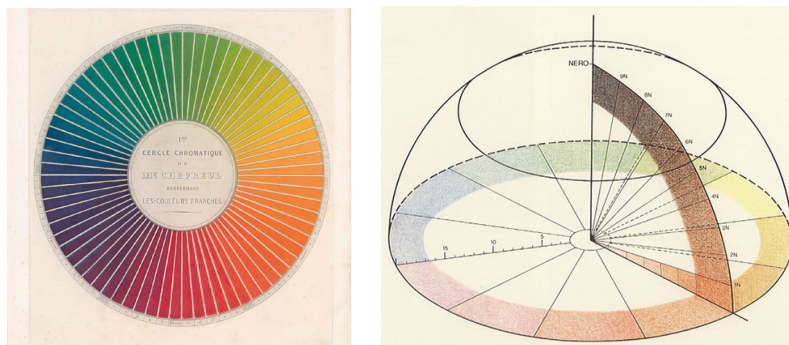 1er
CERCLE CHROMATIQUE
DE
MR. CHEVREUL
RENFERMANT
LES COULEURS FRANCHES
NERO
9N
8N
7N
6N
5N
4N
3N
2N
1N
15
10
5